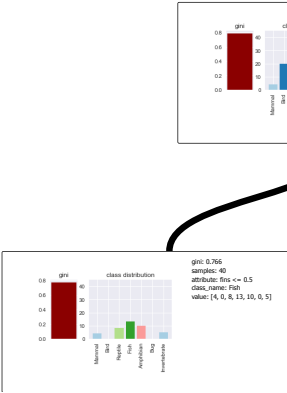 gini
cl
0.8
0.6
0.4
0.2
0.0
40
30
20
10
0
Mammal
Bird
gini: 0.766
samples: 40
attribute: fins <= 0.5
class_name: Fish
value: [4, 0, 8, 13, 10, 0, 5]
gini
class distribution
0.8
0.6
0.4
0.2
0.0
40
30
20
10
0
Mammal
Bird
Reptile
Fish
Amphibian
Bug
Invertebrate